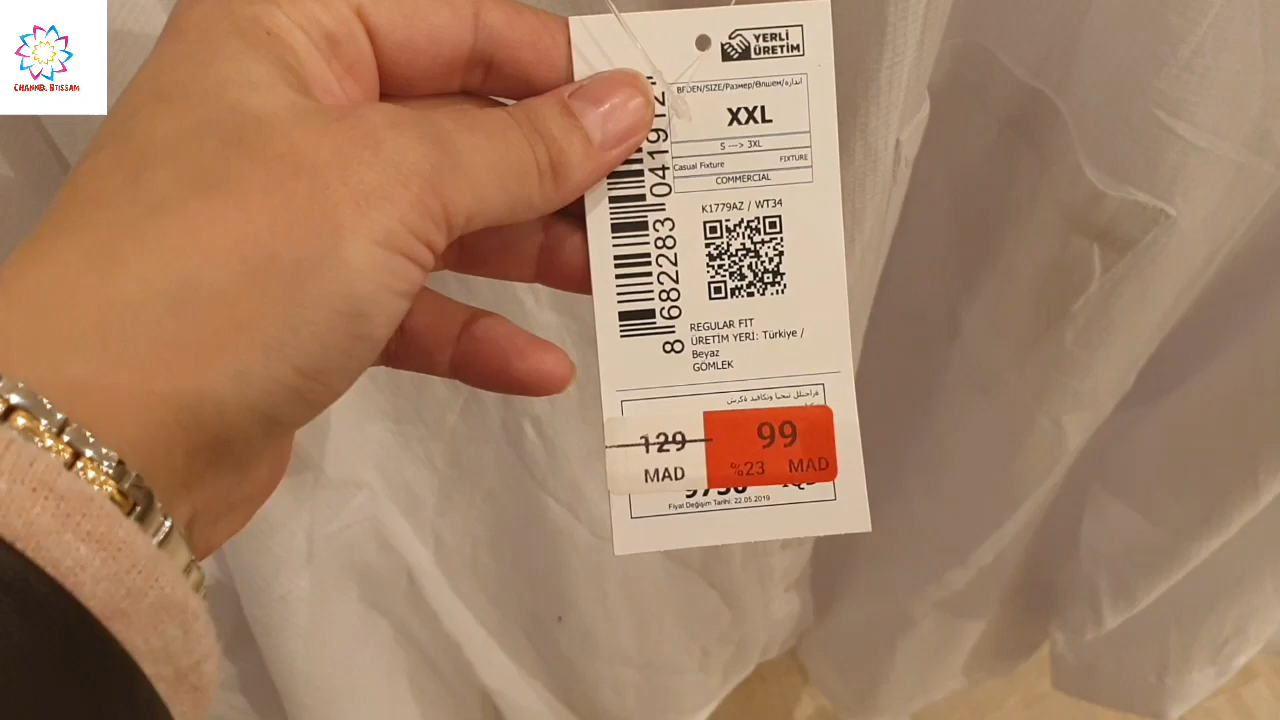 CHANNEL BTISSAM
YERLİ
ÜRETİM
BEDEN/SIZE/Размер/Өлшем/اندازه
XXL
S ---> 3XL
Casual Fixture FIXTURE
COMMERCIAL
K1779AZ / WT34
8 682283 041912
REGULAR FIT
ÜRETİM YERİ: Türkiye /
Beyaz
GÖMLEK
129
MAD
99
%23 MAD
9750 IQD
Fiyat Değişim Tarihi: 22.05.2019